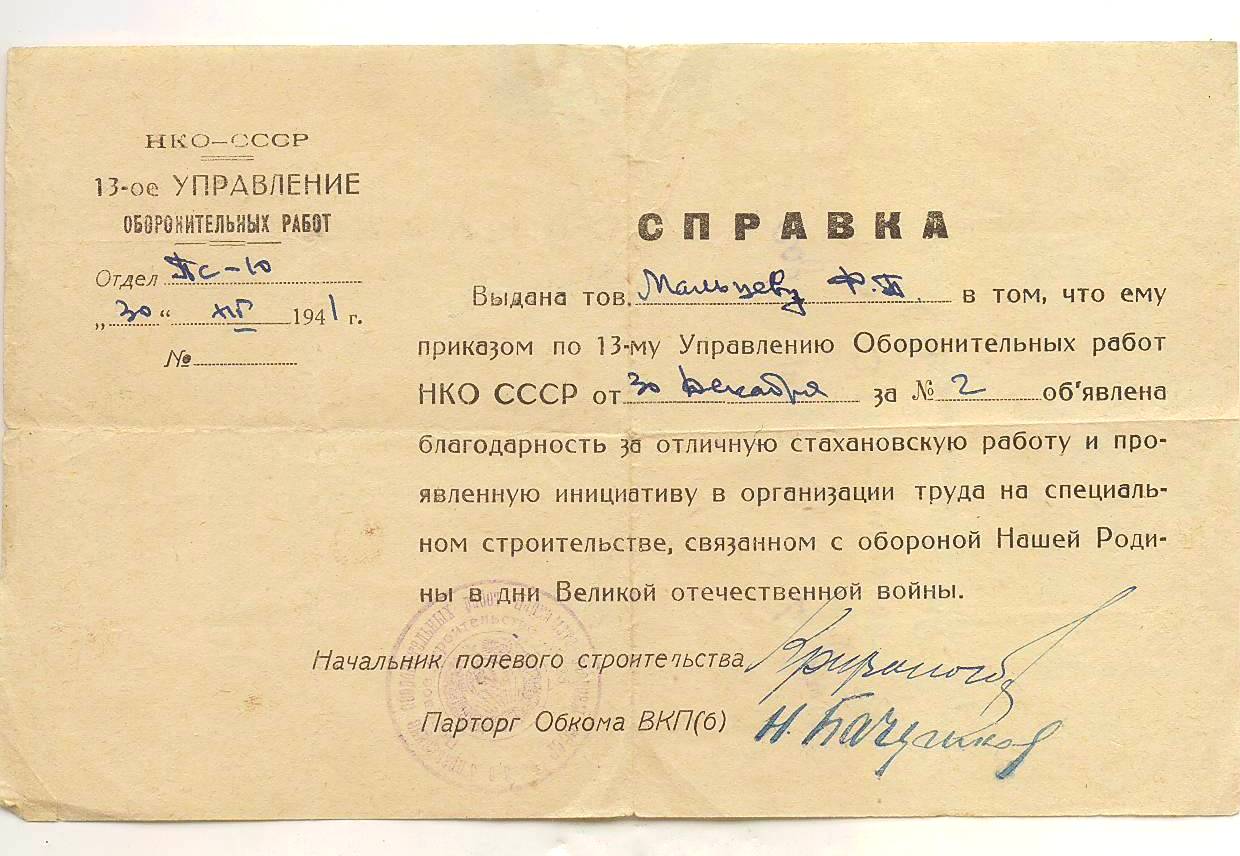 НКО—СССР
13-ое УПРАВЛЕНИЕ
ОБОРОНИТЕЛЬНЫХ РАБОТ
Отдел ПС-10
„30“ XII 1941 г.
№
СПРАВКА
Выдана тов. Мальцеву Ф.П. в том, что ему
приказом по 13-му Управлению Оборонительных работ
НКО СССР от 30 декабря за № 2 об'явлена
благодарность за отличную стахановскую работу и про-
явленную инициативу в организации труда на специаль-
ном строительстве, связанном с обороной Нашей Роди-
ны в дни Великой отечественной войны.
Начальник полевого строительства
Парторг Обкома ВКП(б) Н.